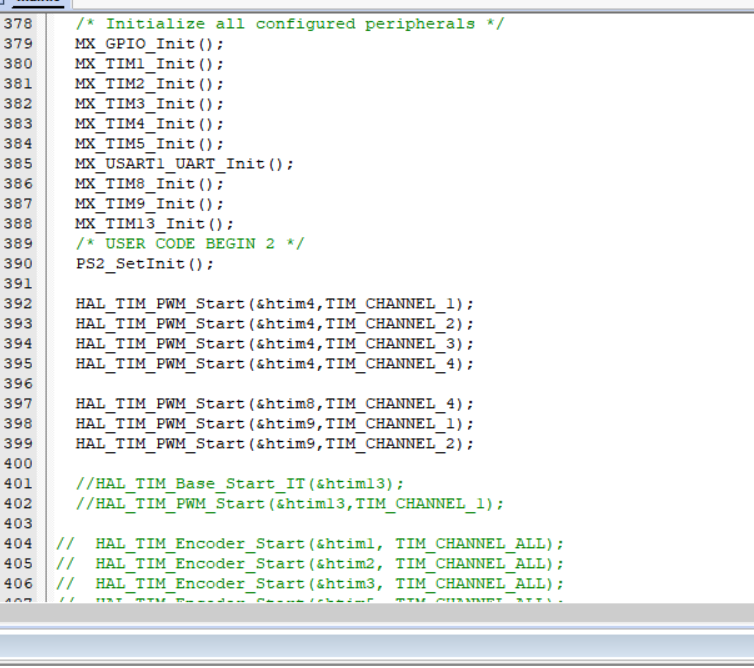 378 /* Initialize all configured peripherals */
379 MX_GPIO_Init();
380 MX_TIM1_Init();
381 MX_TIM2_Init();
382 MX_TIM3_Init();
383 MX_TIM4_Init();
384 MX_TIM5_Init();
385 MX_USART1_UART_Init();
386 MX_TIM8_Init();
387 MX_TIM9_Init();
388 MX_TIM13_Init();
389 /* USER CODE BEGIN 2 */
390 PS2_SetInit();
391
392 HAL_TIM_PWM_Start(&htim4,TIM_CHANNEL_1);
393 HAL_TIM_PWM_Start(&htim4,TIM_CHANNEL_2);
394 HAL_TIM_PWM_Start(&htim4,TIM_CHANNEL_3);
395 HAL_TIM_PWM_Start(&htim4,TIM_CHANNEL_4);
396
397 HAL_TIM_PWM_Start(&htim8,TIM_CHANNEL_4);
398 HAL_TIM_PWM_Start(&htim9,TIM_CHANNEL_1);
399 HAL_TIM_PWM_Start(&htim9,TIM_CHANNEL_2);
400
401 //HAL_TIM_Base_Start_IT(&htim13);
402 //HAL_TIM_PWM_Start(&htim13,TIM_CHANNEL_1);
403
404 // HAL_TIM_Encoder_Start(&htim1, TIM_CHANNEL_ALL);
405 // HAL_TIM_Encoder_Start(&htim2, TIM_CHANNEL_ALL);
406 // HAL_TIM_Encoder_Start(&htim3, TIM_CHANNEL_ALL);